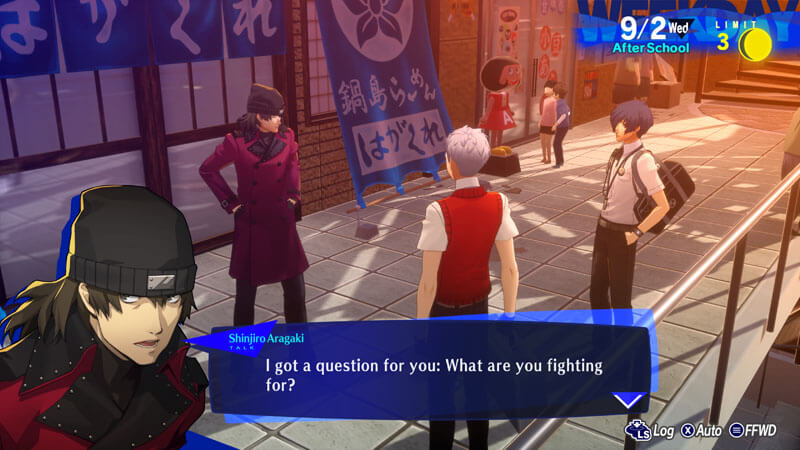 はがくれ
鍋島らーめん
はがくれ
A
WEEKDAY
9/2 Wed
After School
LIMIT
3
Shinjiro Aragaki
TALK
I got a question for you: What are you fighting
for?
LS Log X Auto FFWD